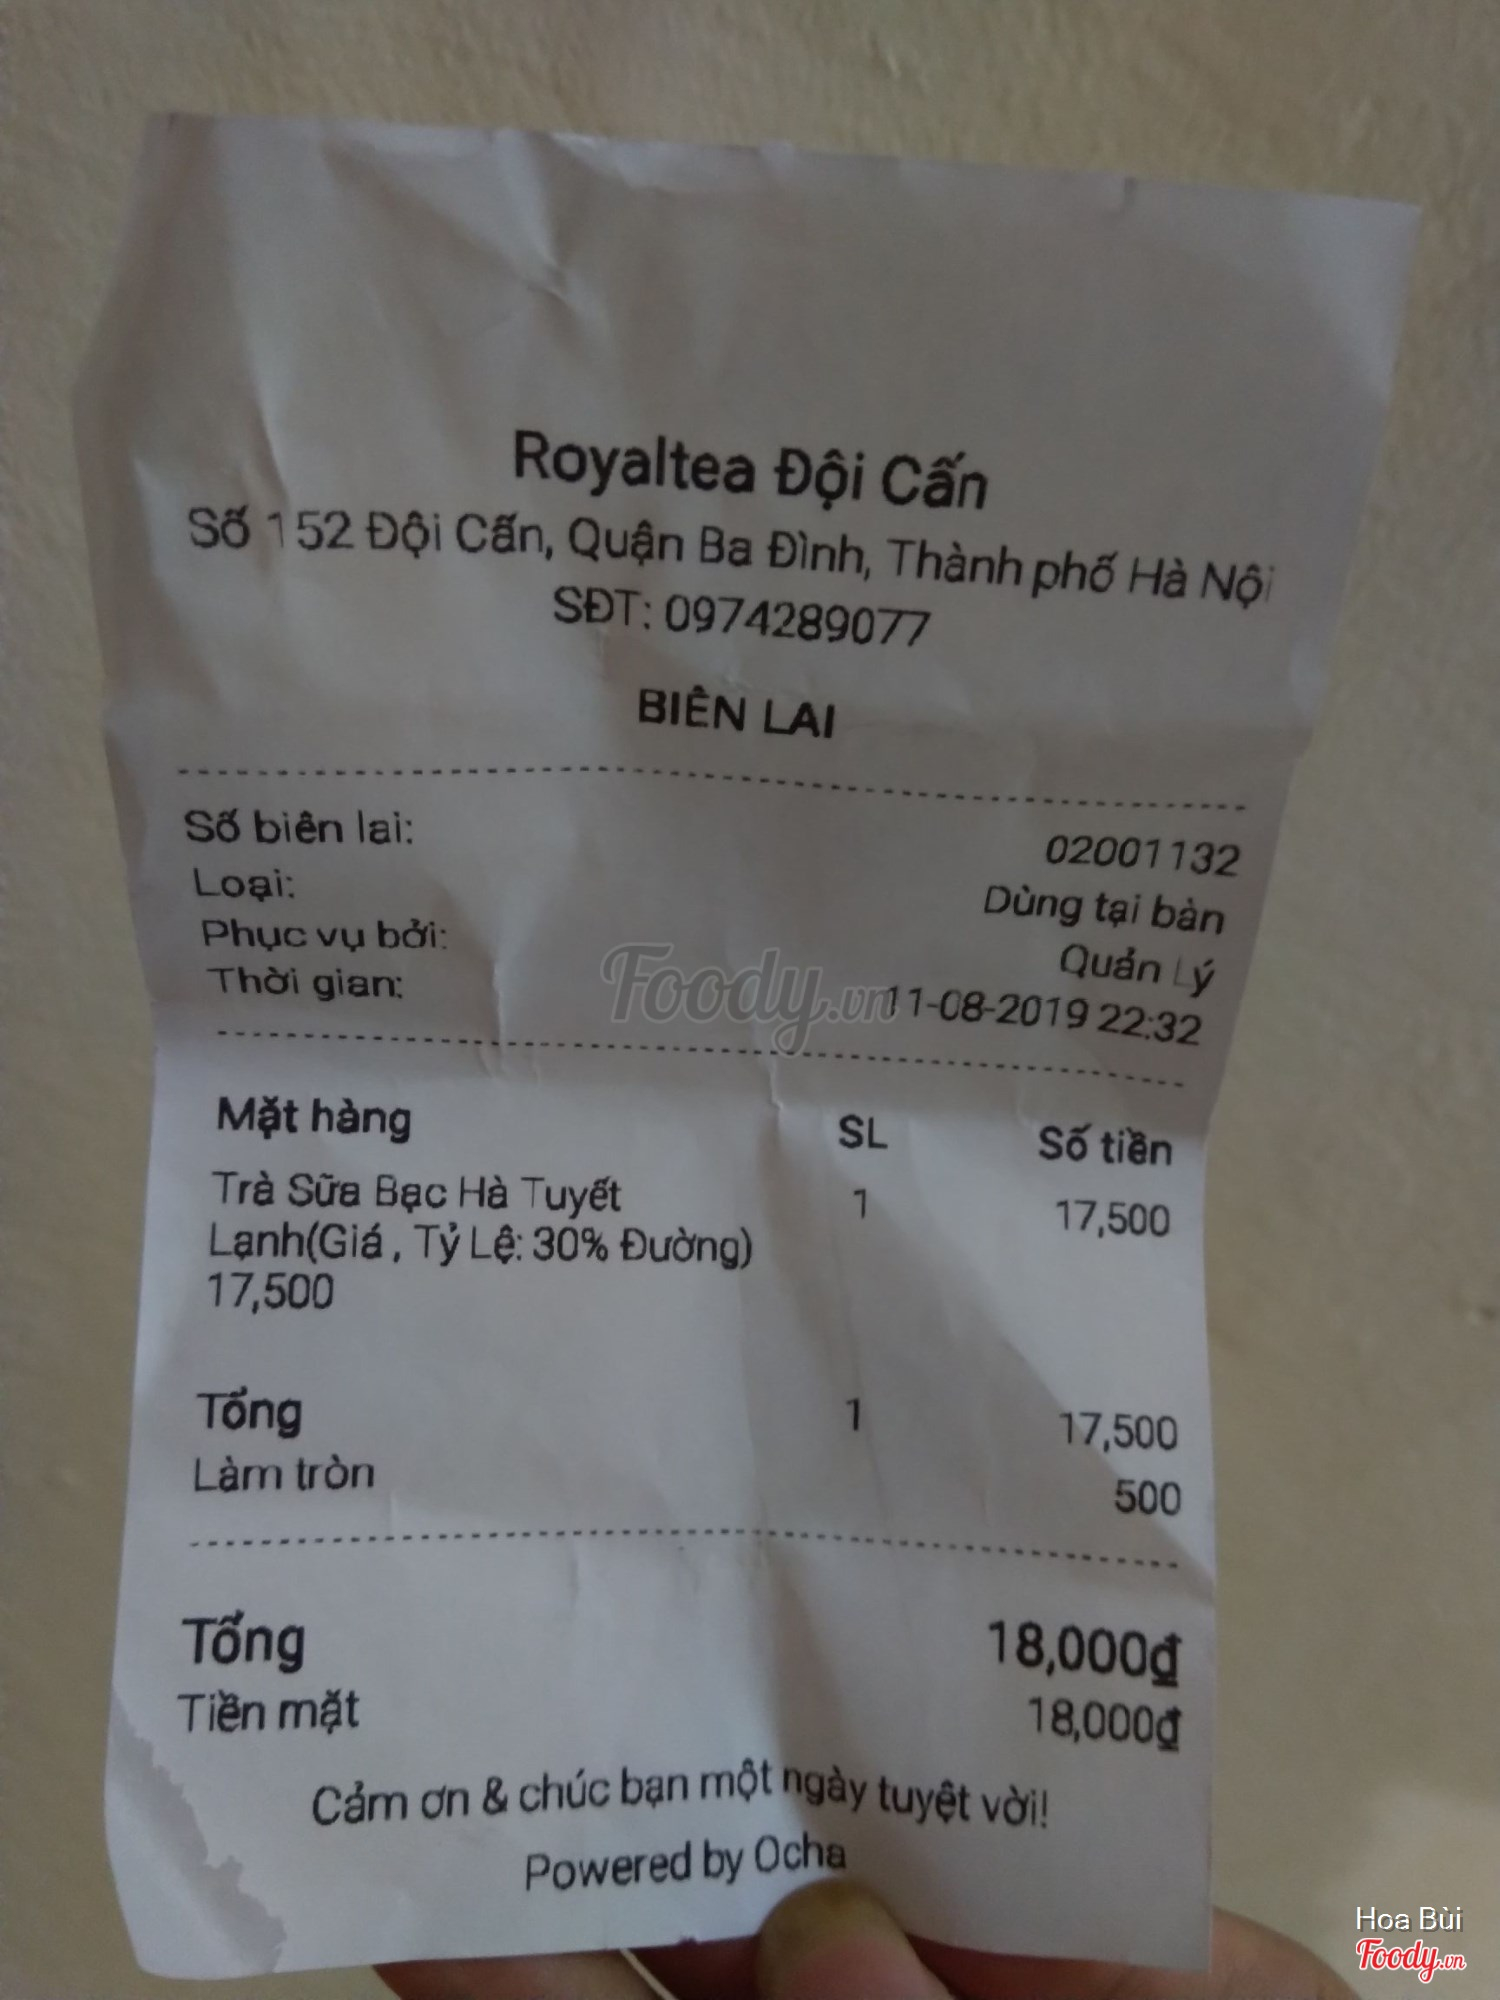 Royaltea Đội Cấn
Số 152 Đội Cấn, Quận Ba Đình, Thành phố Hà Nội
SĐT: 0974289077
BIÊN LAI
Số biên lai: 02001132
Loại: Dùng tại bàn
Phục vụ bởi: Quản Lý
Thời gian: 11-08-2019 22:32
Foody.vn
Mặt hàng SL Số tiền
Trà Sữa Bạc Hà Tuyết 1 17,500
Lạnh(Giá , Tỷ Lệ: 30% Đường)
17,500
Tổng 1 17,500
Làm tròn 500
Tổng 18,000₫
Tiền mặt 18,000₫
Cảm ơn & chúc bạn một ngày tuyệt vời!
Powered by Ocha
Hoa Bùi
Foody.vn